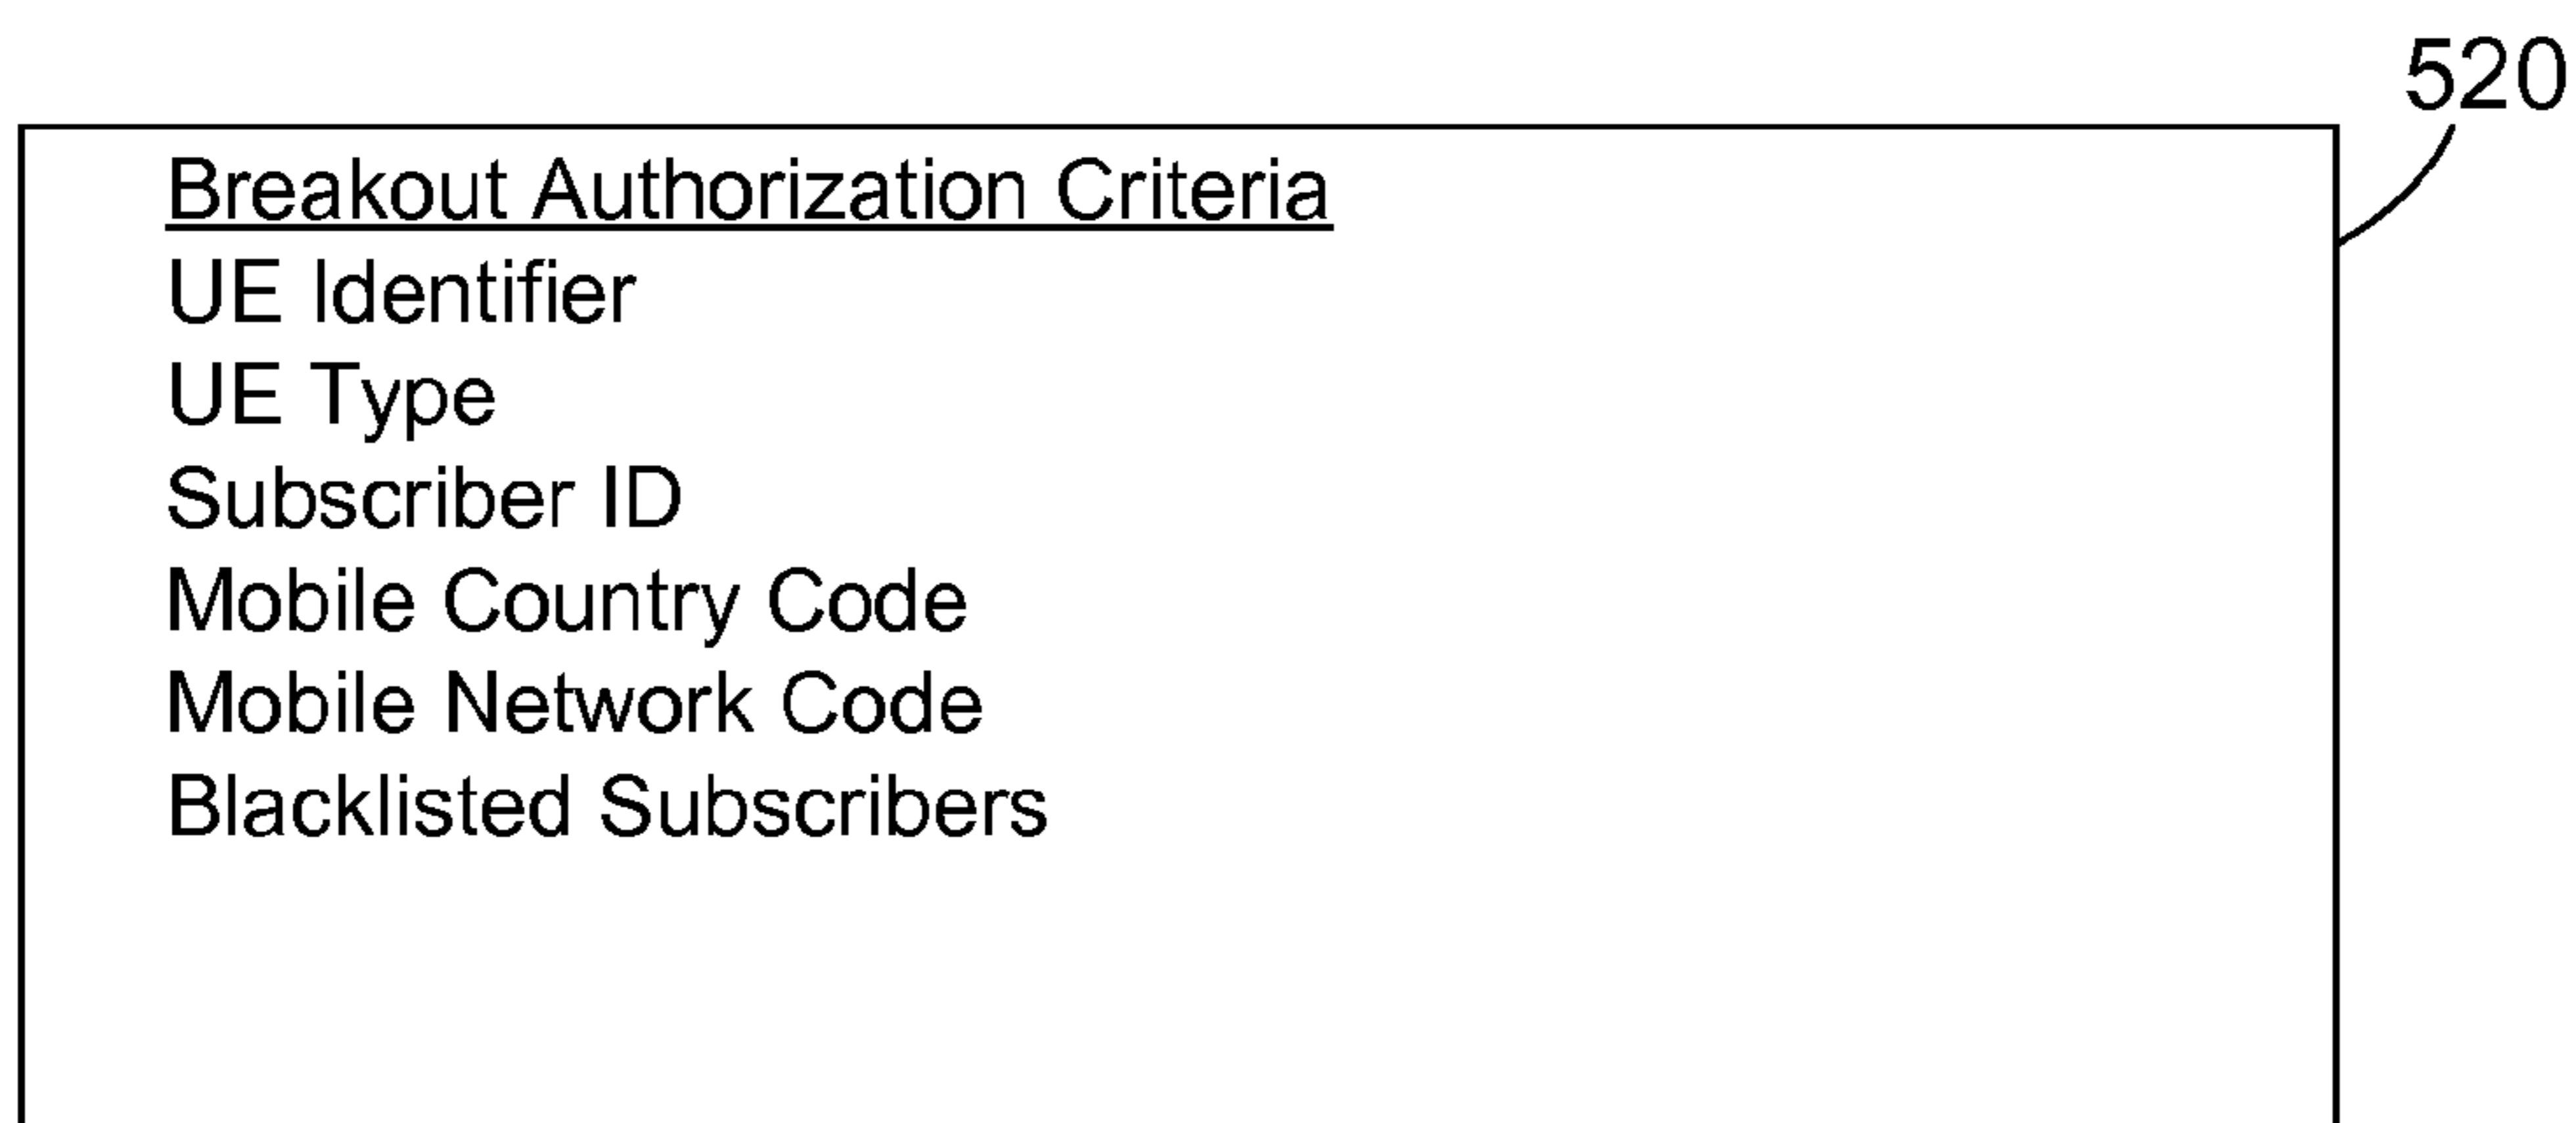 520
Breakout Authorization Criteria
UE Identifier
UE Type
Subscriber ID
Mobile Country Code
Mobile Network Code
Blacklisted Subscribers